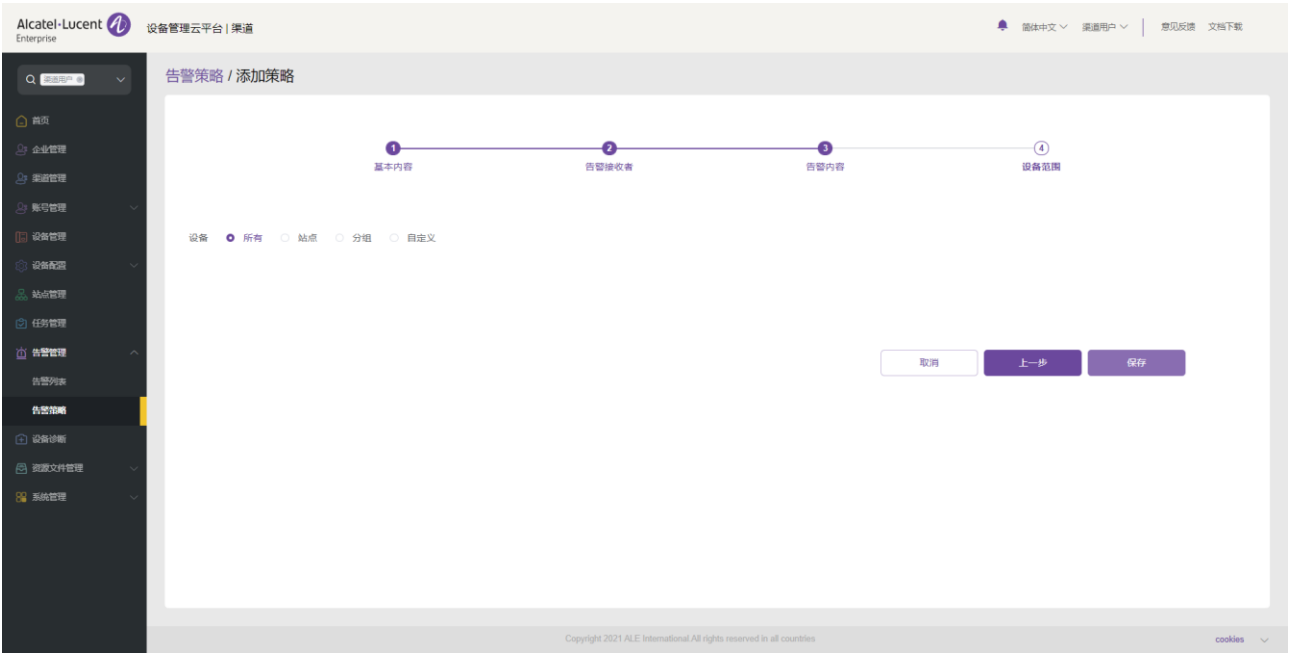 Alcatel·Lucent
Enterprise
设备管理云平台 | 渠道
简体中文
渠道用户
意见反馈
文档下载
渠道用户
首页
企业管理
渠道管理
账号管理
设备管理
设备配置
站点管理
任务管理
告警管理
告警列表
告警策略
设备诊断
资源文件管理
系统管理
告警策略 / 添加策略
1
2
3
4
基本内容
告警接收者
告警内容
设备范围
设备 所有 站点 分组 自定义
取消
上一步
保存
Copyright 2021 ALE International.All rights reserved in all countries
cookies